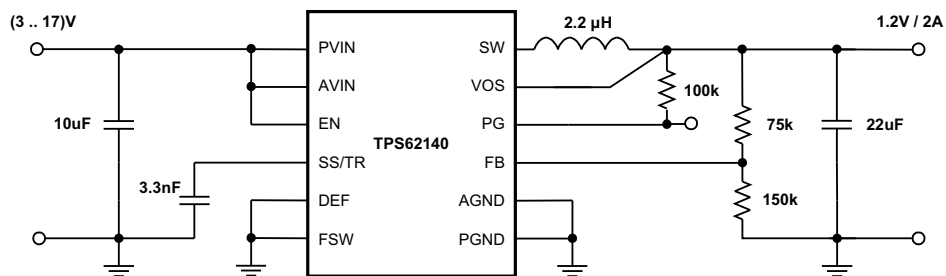 (3 .. 17)V
2.2 µH
1.2V / 2A
PVIN
SW
AVIN
VOS
100k
10uF
EN
PG
TPS62140
75k
22uF
SS/TR
FB
3.3nF
DEF
AGND
150k
FSW
PGND